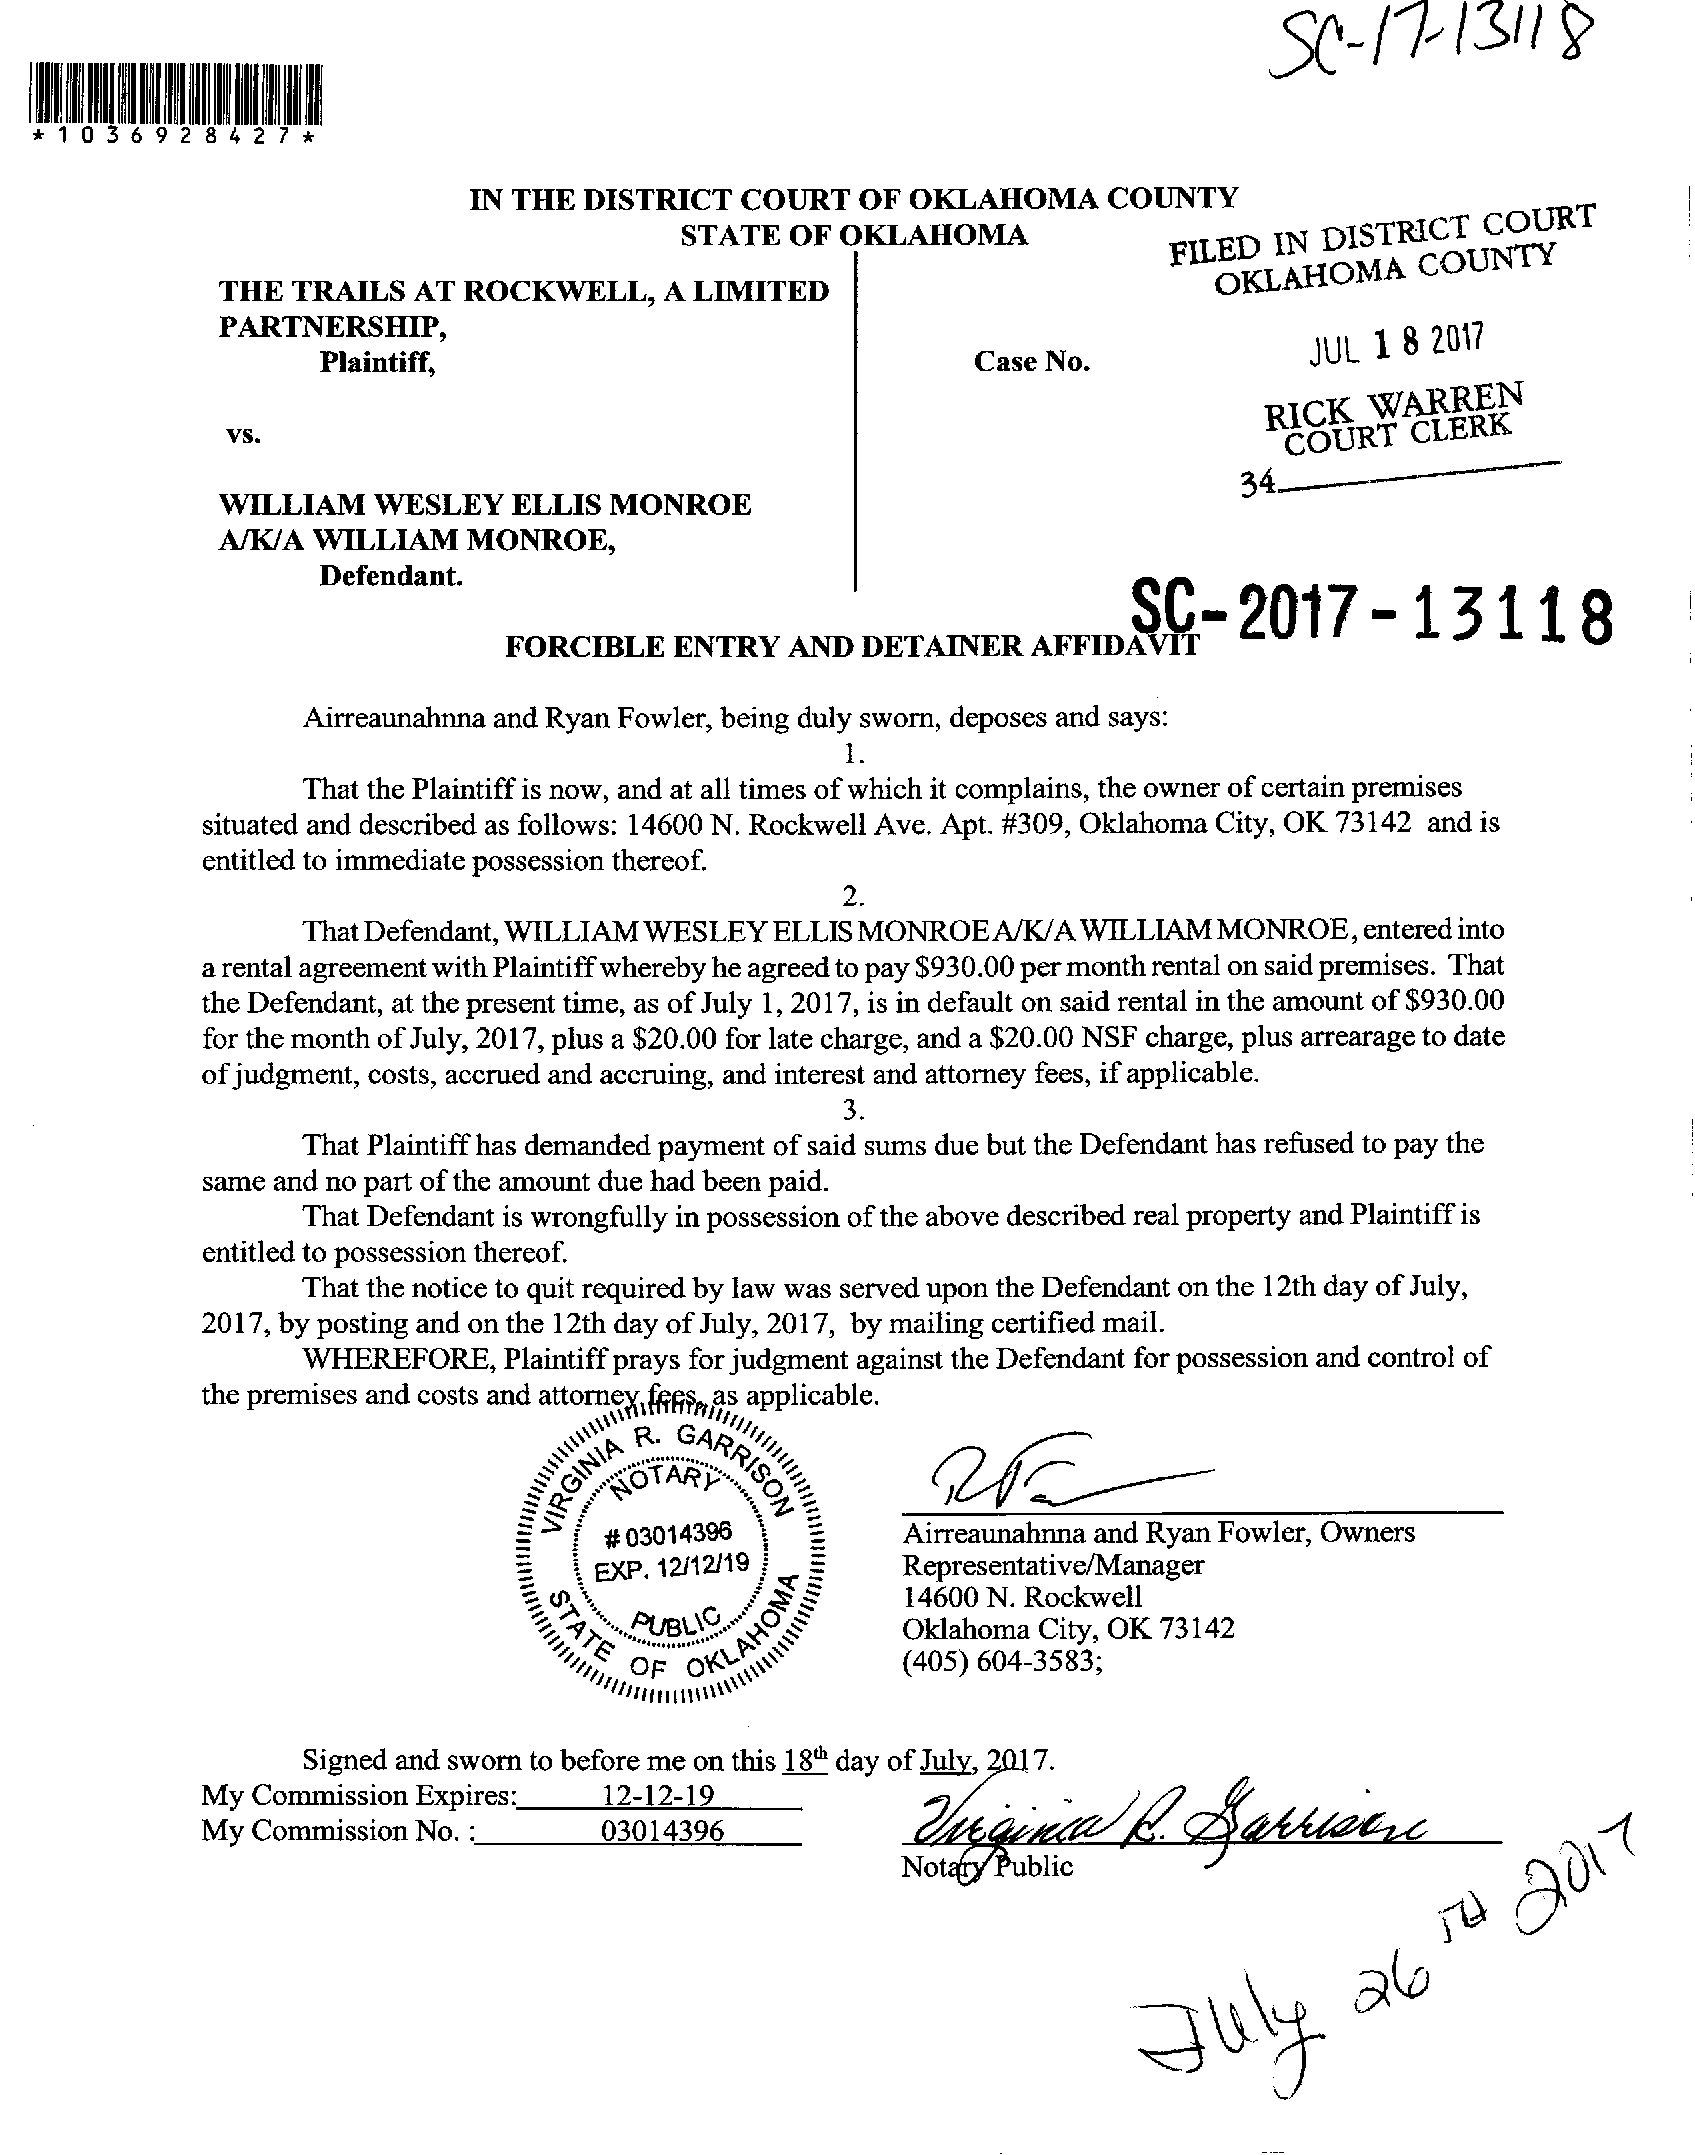 SC-17-13118
*1036928427*
IN THE DISTRICT COURT OF OKLAHOMA COUNTY
STATE OF OKLAHOMA
FILED IN DISTRICT COURT
OKLAHOMA COUNTY
JUL 18 2017
RICK WARREN
COURT CLERK
34
THE TRAILS AT ROCKWELL, A LIMITED
PARTNERSHIP,
Plaintiff,
Case No.
vs.
WILLIAM WESLEY ELLIS MONROE
A/K/A WILLIAM MONROE,
Defendant.
SC-2017-13118
FORCIBLE ENTRY AND DETAINER AFFIDAVIT
Airreaunahnna and Ryan Fowler, being duly sworn, deposes and says:
1.
That the Plaintiff is now, and at all times of which it complains, the owner of certain premises
situated and described as follows: 14600 N. Rockwell Ave. Apt. #309, Oklahoma City, OK 73142 and is
entitled to immediate possession thereof.
2.
That Defendant, WILLIAM WESLEY ELLIS MONROE A/K/A WILLIAM MONROE, entered into
a rental agreement with Plaintiff whereby he agreed to pay $930.00 per month rental on said premises. That
the Defendant, at the present time, as of July 1, 2017, is in default on said rental in the amount of $930.00
for the month of July, 2017, plus a $20.00 for late charge, and a $20.00 NSF charge, plus arrearage to date
of judgment, costs, accrued and accruing, and interest and attorney fees, if applicable.
3.
That Plaintiff has demanded payment of said sums due but the Defendant has refused to pay the
same and no part of the amount due had been paid.
That Defendant is wrongfully in possession of the above described real property and Plaintiff is
entitled to possession thereof.
That the notice to quit required by law was served upon the Defendant on the 12th day of July,
2017, by posting and on the 12th day of July, 2017, by mailing certified mail.
WHEREFORE, Plaintiff prays for judgment against the Defendant for possession and control of
the premises and costs and attorney fees, as applicable.
VIRGINIA R. GARRISON
NOTARY
# 03014396
EXP. 12/12/19
PUBLIC
STATE OF OKLAHOMA
Airreaunahnna and Ryan Fowler, Owners
Representative/Manager
14600 N. Rockwell
Oklahoma City, OK 73142
(405) 604-3583;
Signed and sworn to before me on this 18th day of July, 2017.
My Commission Expires: 12-12-19
My Commission No. : 03014396
Virginia R. Garrison
Notary Public
July 26 TH 2017